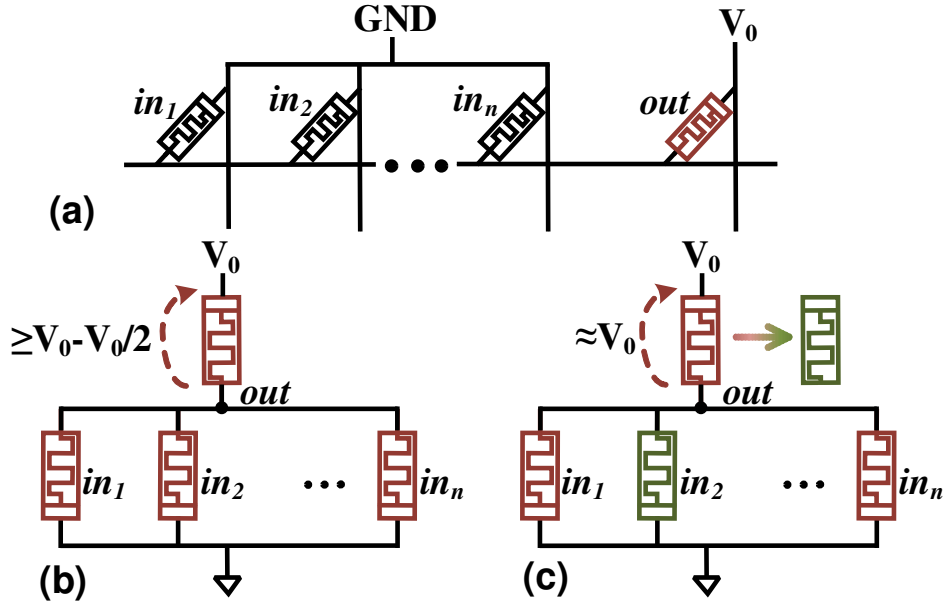 GND
V₀
in₁
in₂
inₙ
out
(a)
V₀
V₀
≥V₀-V₀/2
≈V₀
out
out
in₁
in₂
...
inₙ
in₁
in₂
...
inₙ
(b)
(c)